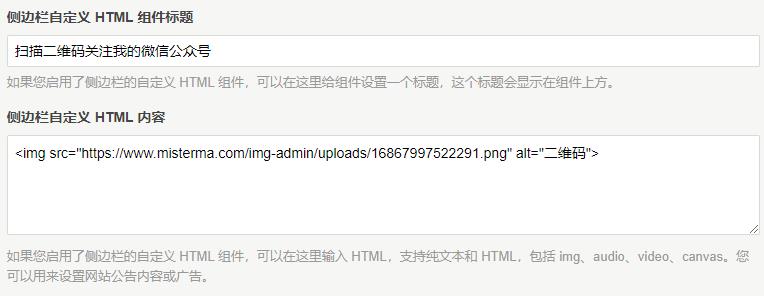 侧边栏自定义 HTML 组件标题
扫描二维码关注我的微信公众号
如果您启用了侧边栏的自定义 HTML 组件，可以在这里给组件设置一个标题，这个标题会显示在组件上方。
侧边栏自定义 HTML 内容
<img src="https://www.misterma.com/img-admin/uploads/16867997522291.png" alt="二维码">
如果您启用了侧边栏的自定义 HTML 组件，可以在这里输入 HTML，支持纯文本和 HTML，包括 img、audio、video、canvas。您
可以用来设置网站公告内容或广告。